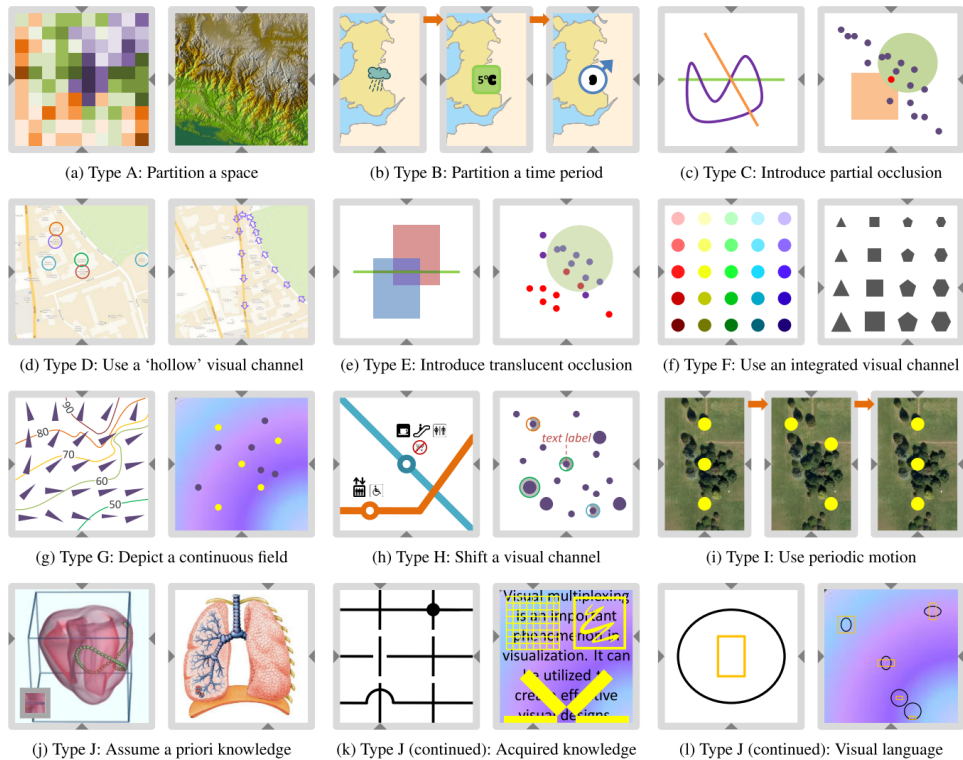 5°C
(a) Type A: Partition a space
(b) Type B: Partition a time period
(c) Type C: Introduce partial occlusion
(d) Type D: Use a ‘hollow’ visual channel
(e) Type E: Introduce translucent occlusion
(f) Type F: Use an integrated visual channel
90
80
70
60
50
text label
(g) Type G: Depict a continuous field
(h) Type H: Shift a visual channel
(i) Type I: Use periodic motion
Visual multiplexing
is an important
phenomenon in
visualization. It can
be utilized to
create effective
visual designs.
(j) Type J: Assume a priori knowledge
(k) Type J (continued): Acquired knowledge
(l) Type J (continued): Visual language